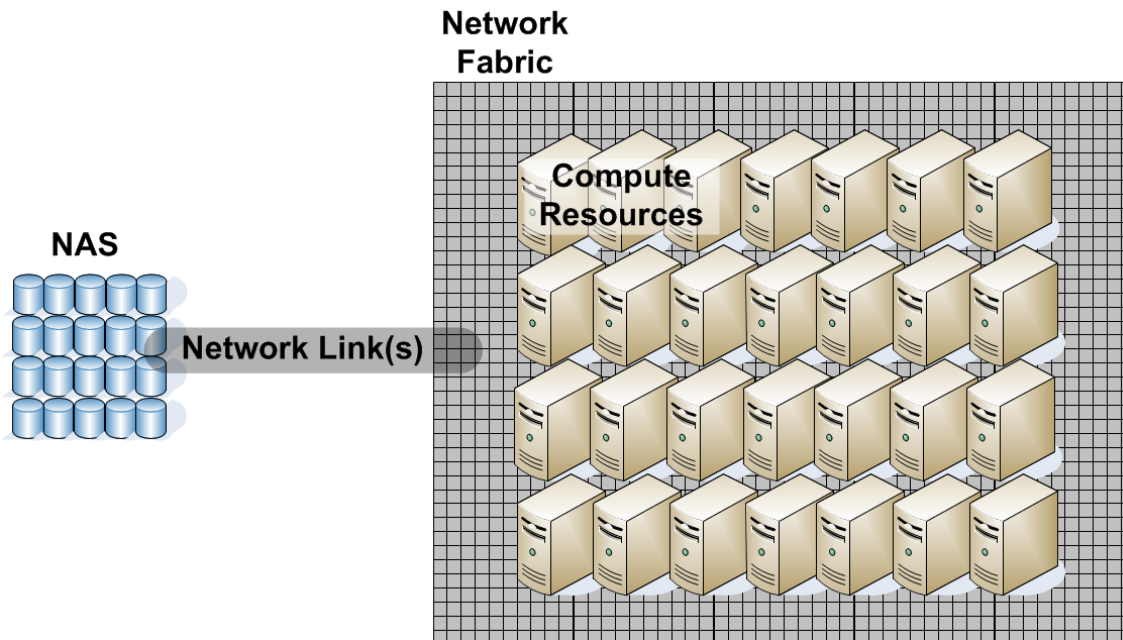 Network
Fabric
Compute
Resources
NAS
Network Link(s)